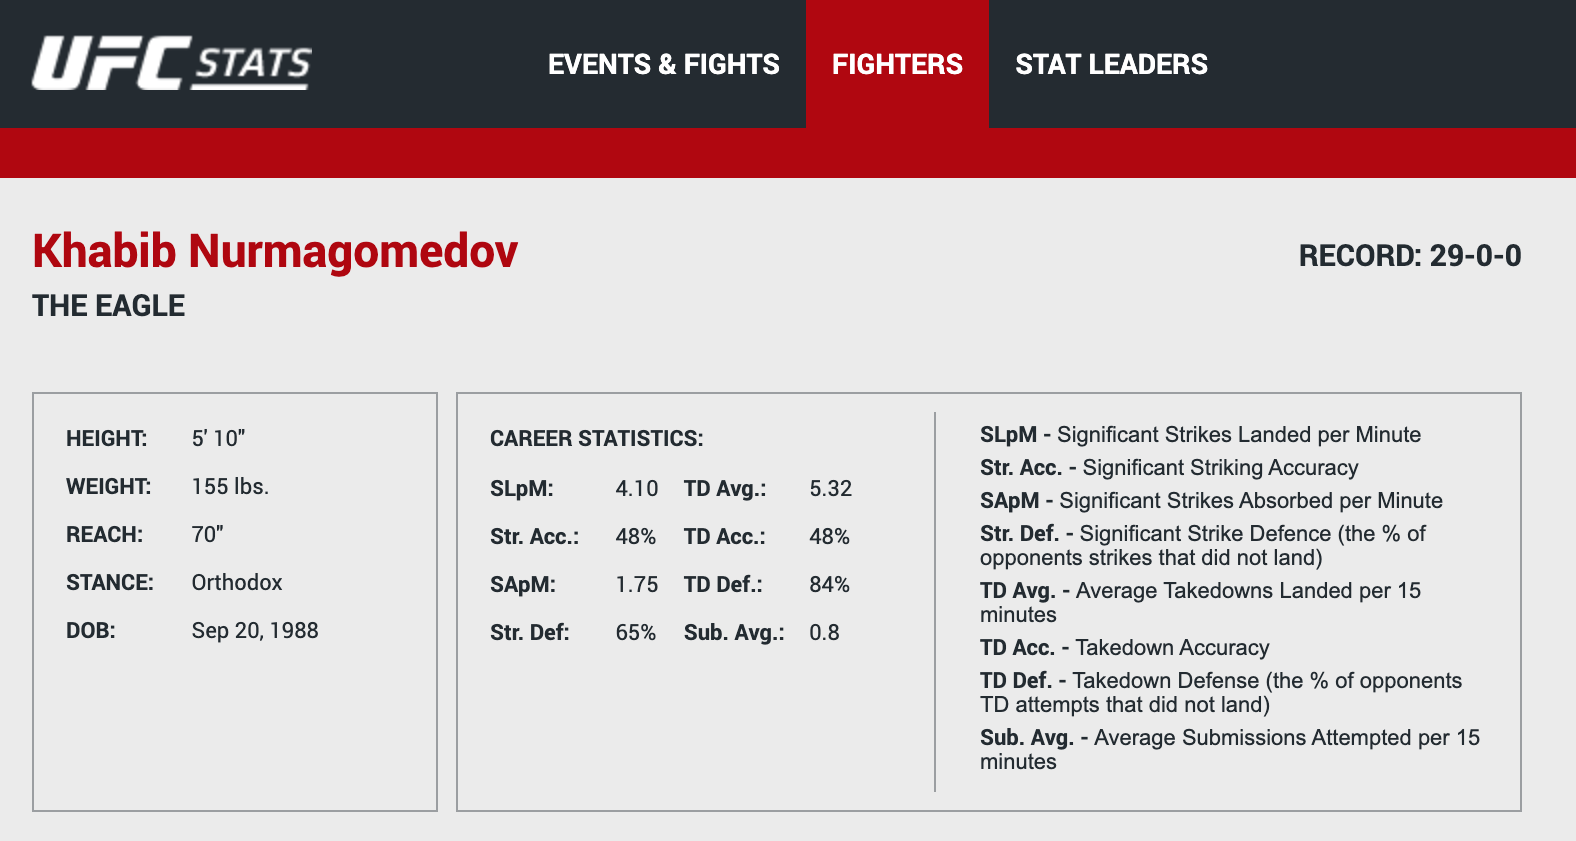 UFC STATS
EVENTS & FIGHTS
FIGHTERS
STAT LEADERS
Khabib Nurmagomedov
RECORD: 29-0-0
THE EAGLE
HEIGHT: 5' 10"
WEIGHT: 155 lbs.
REACH: 70"
STANCE: Orthodox
DOB: Sep 20, 1988
CAREER STATISTICS:
SLpM: 4.10 TD Avg.: 5.32
Str. Acc.: 48% TD Acc.: 48%
SApM: 1.75 TD Def.: 84%
Str. Def: 65% Sub. Avg.: 0.8
SLpM - Significant Strikes Landed per Minute
Str. Acc. - Significant Striking Accuracy
SApM - Significant Strikes Absorbed per Minute
Str. Def. - Significant Strike Defence (the % of
opponents strikes that did not land)
TD Avg. - Average Takedowns Landed per 15
minutes
TD Acc. - Takedown Accuracy
TD Def. - Takedown Defense (the % of opponents
TD attempts that did not land)
Sub. Avg. - Average Submissions Attempted per 15
minutes